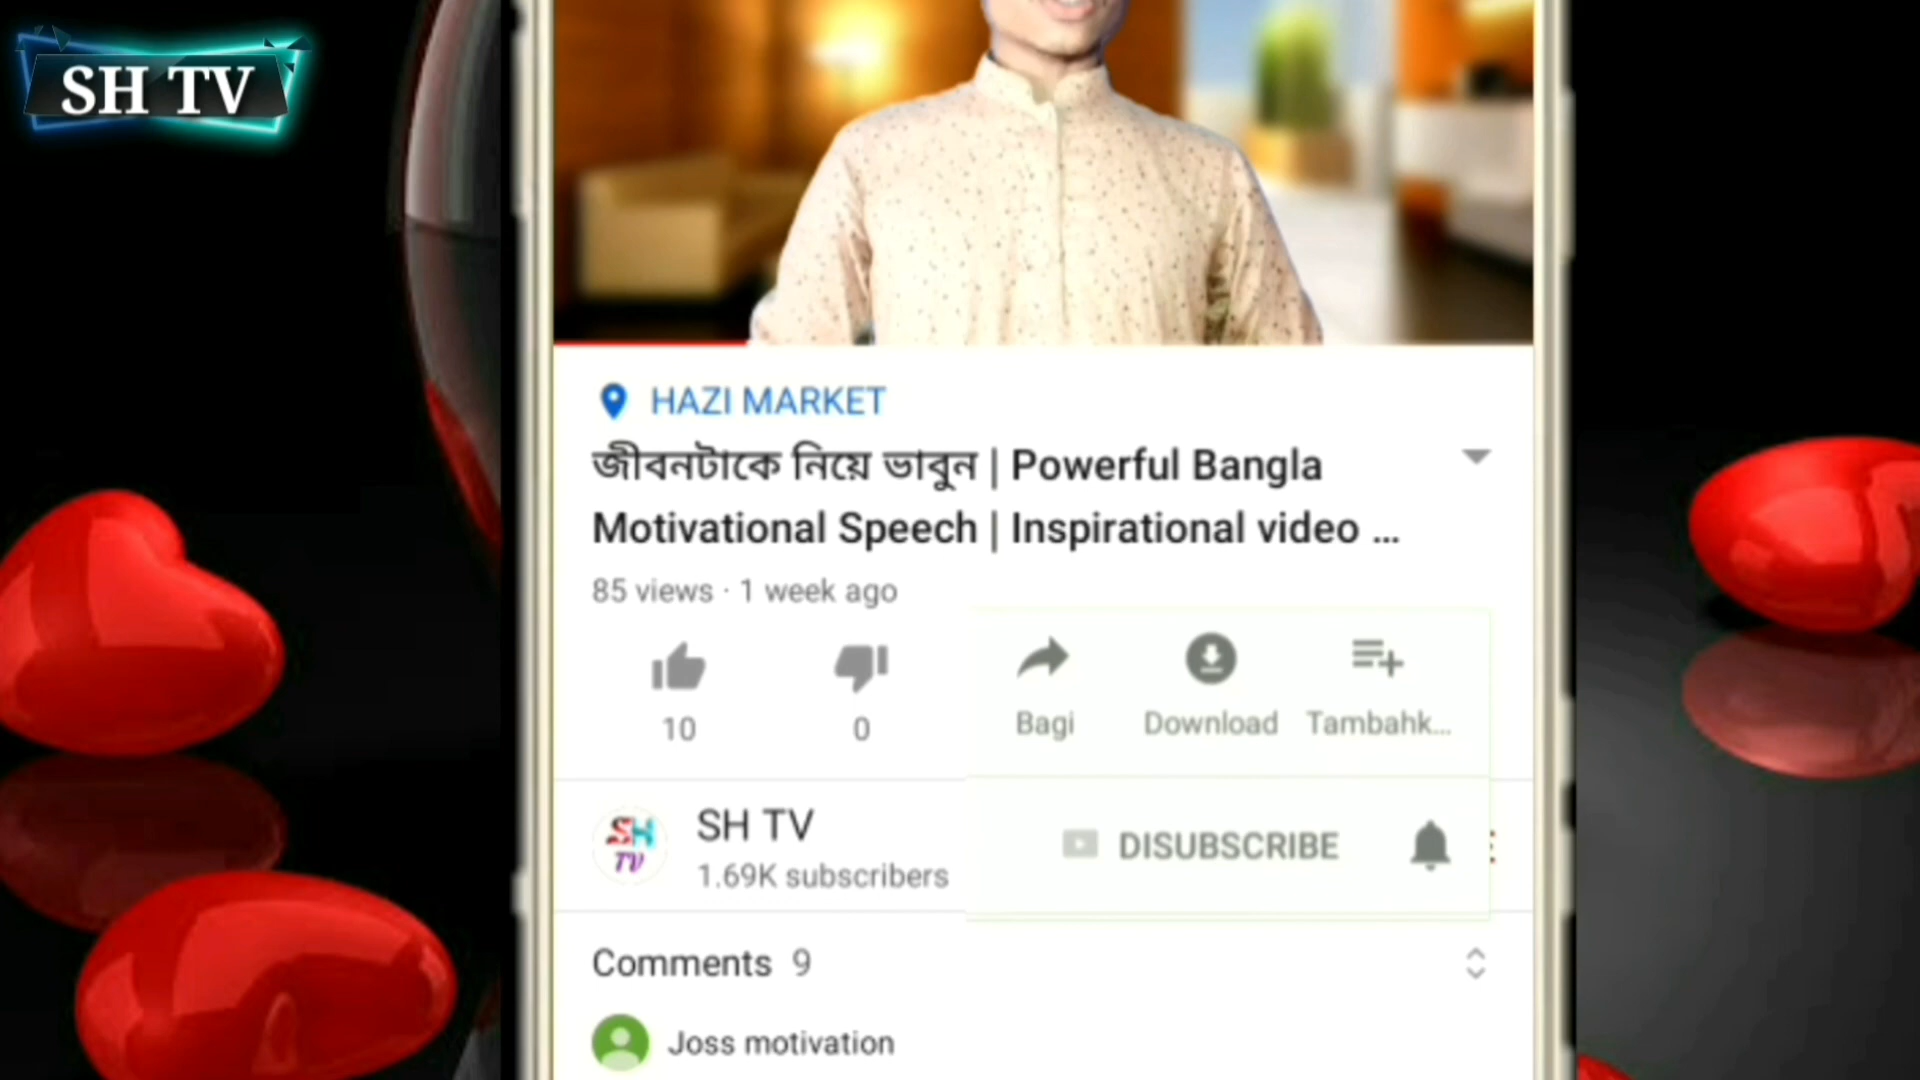 SH TV
HAZI MARKET
জীবনটাকে নিয়ে ভাবুন | Powerful Bangla
Motivational Speech | Inspirational video ...
85 views · 1 week ago
10
0
Bagi
Download
Tambahk...
SH TV
SH TV
1.69K subscribers
DISUBSCRIBE
Comments 9
Joss motivation